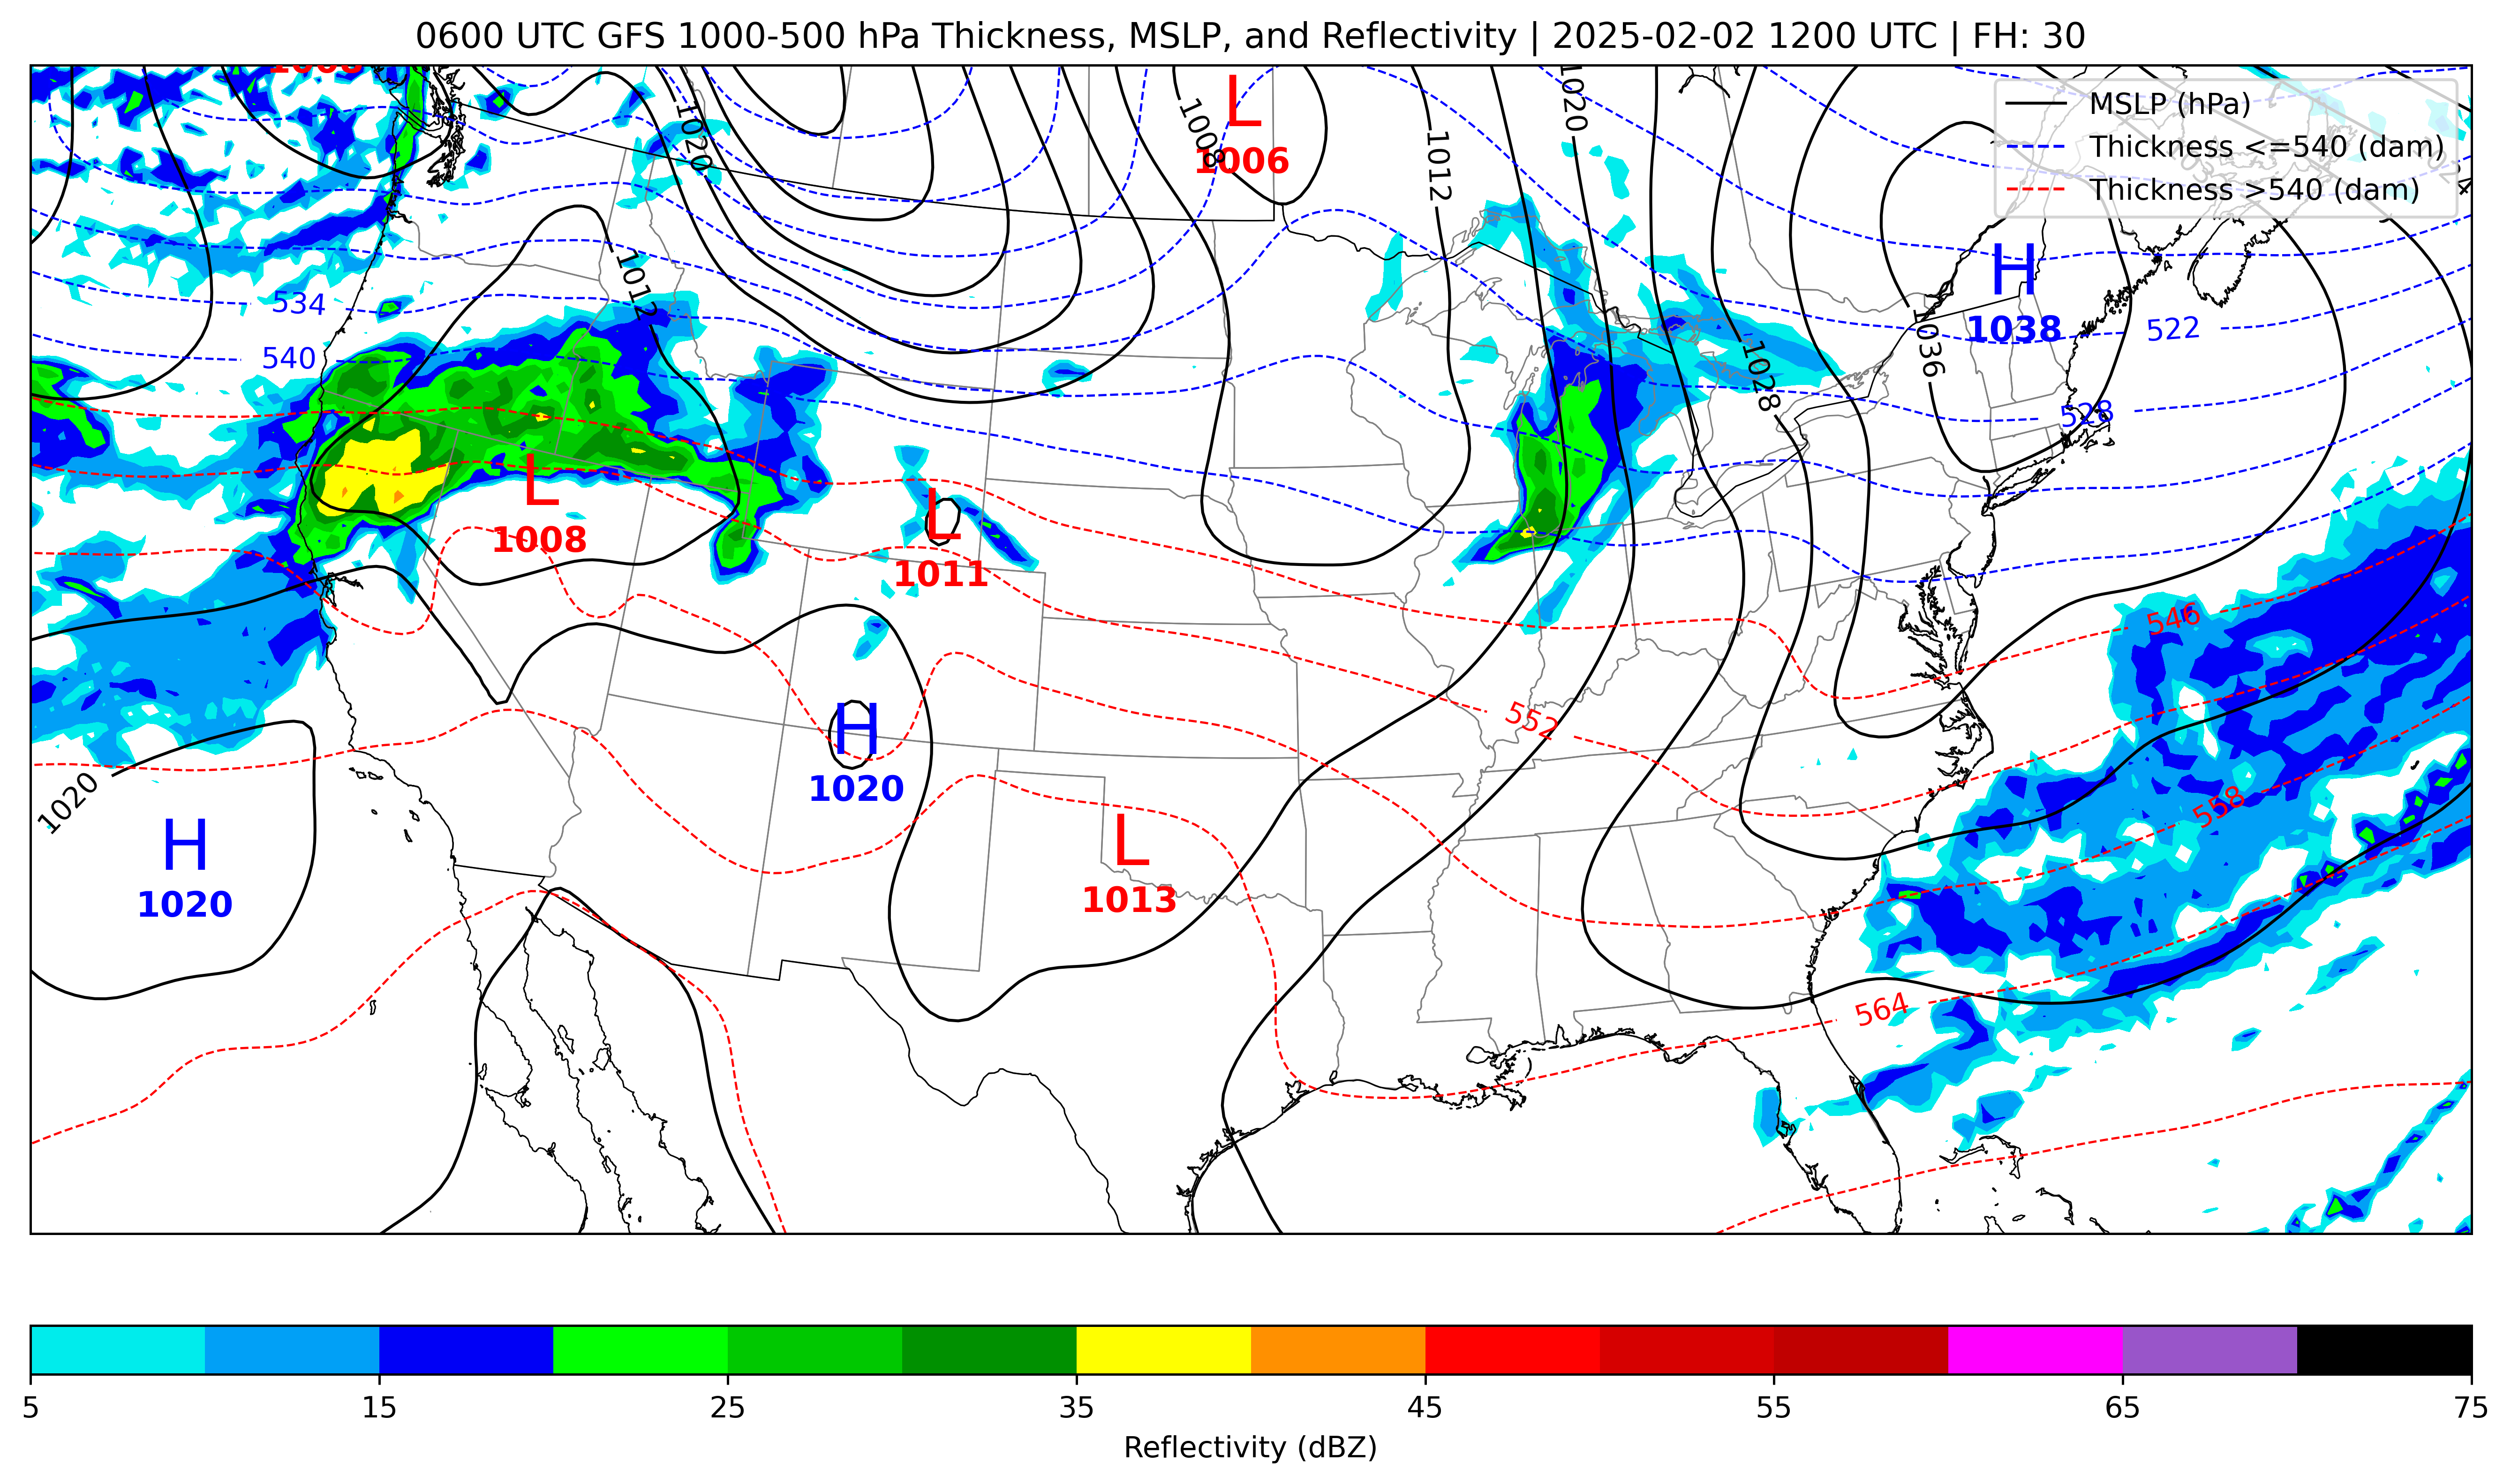 0600 UTC GFS 1000-500 hPa Thickness, MSLP, and Reflectivity | 2025-02-02 1200 UTC | FH: 30
MSLP (hPa)
Thickness <=540 (dam)
Thickness >540 (dam)
1020
1008
L
1006
1012
1020
H
1038
1012
534
540
522
1036
1028
528
L
1008
L
1011
546
552
H
1020
1020
558
H
1020
L
1013
564
5 15 25 35 45 55 65 75
Reflectivity (dBZ)